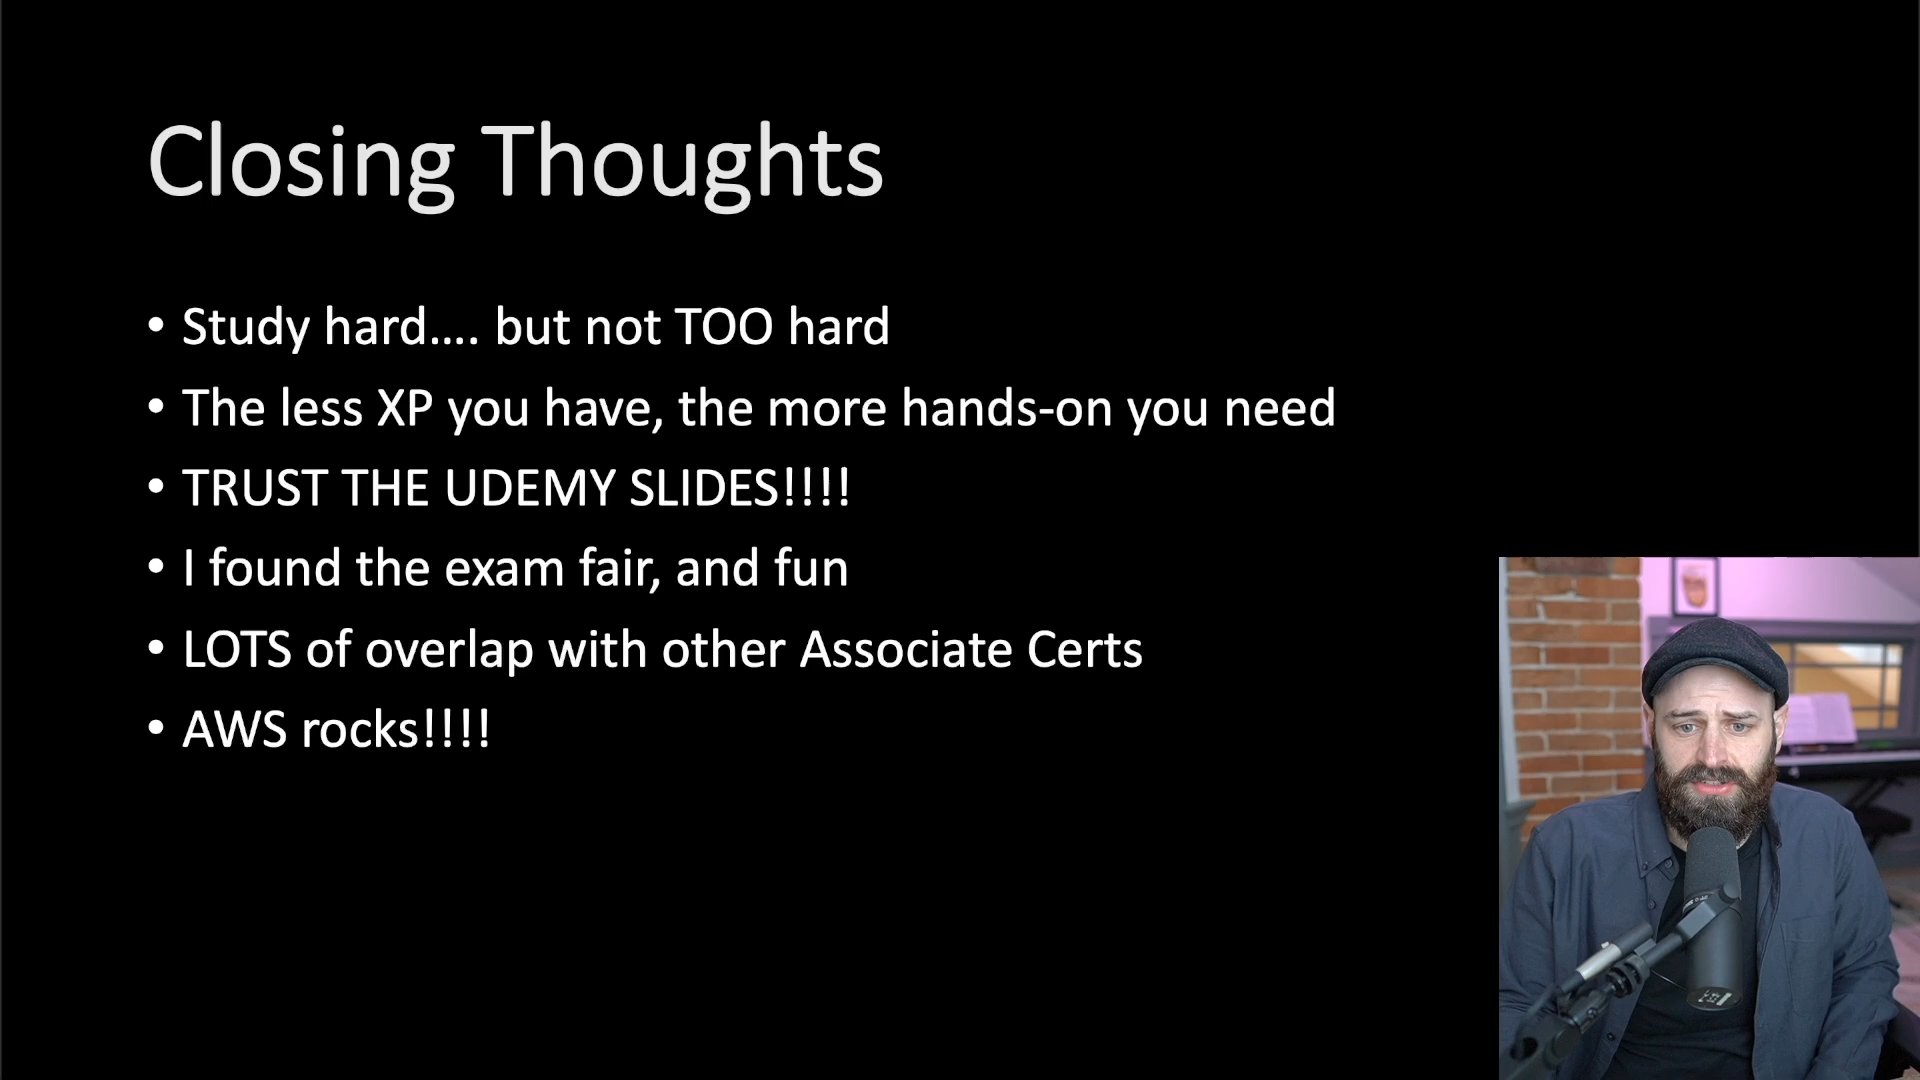 Closing Thoughts
• Study hard.... but not TOO hard
• The less XP you have, the more hands-on you need
• TRUST THE UDEMY SLIDES!!!!
• I found the exam fair, and fun
• LOTS of overlap with other Associate Certs
• AWS rocks!!!!